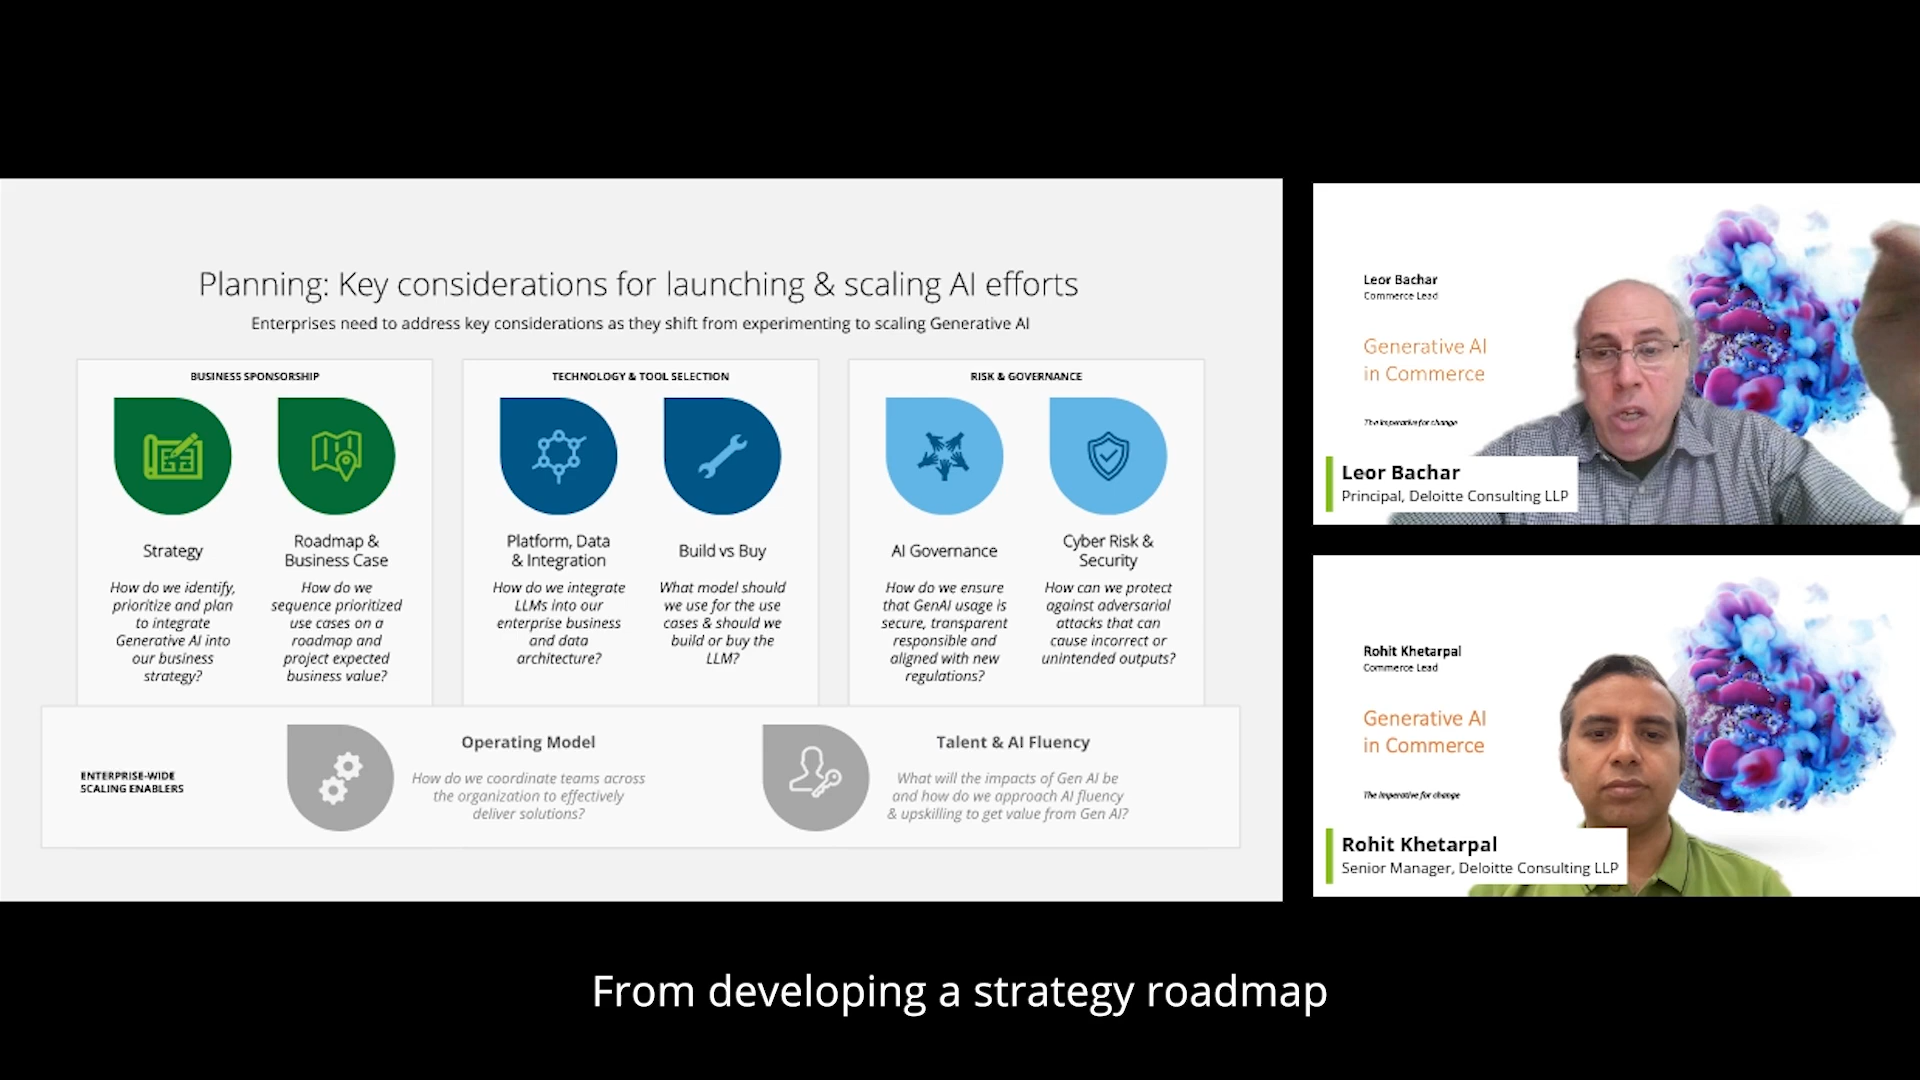 Planning: Key considerations for launching & scaling AI efforts
Enterprises need to address key considerations as they shift from experimenting to scaling Generative AI
BUSINESS SPONSORSHIP
Strategy
How do we identify,
prioritize and plan
to integrate
Generative AI into
our business
strategy?
Roadmap &
Business Case
How do we
sequence prioritized
use cases on a
roadmap and
project expected
business value?
TECHNOLOGY & TOOL SELECTION
Platform, Data
& Integration
How do we integrate
LLMs into our
enterprise business
and data
architecture?
Build vs Buy
What model should
we use for the use
cases & should we
build or buy the
LLM?
RISK & GOVERNANCE
AI Governance
How do we ensure
that GenAI usage is
secure, transparent
responsible and
aligned with new
regulations?
Cyber Risk &
Security
How can we protect
against adversarial
attacks that can
cause incorrect or
unintended outputs?
ENTERPRISE-WIDE
SCALING ENABLERS
Operating Model
How do we coordinate teams across
the organization to effectively
deliver solutions?
Talent & AI Fluency
What will the impacts of Gen AI be
and how do we approach AI fluency
& upskilling to get value from Gen AI?
Leor Bachar
Commerce Lead
Generative AI
in Commerce
The imperative for change
Leor Bachar
Principal, Deloitte Consulting LLP
Rohit Khetarpal
Commerce Lead
Generative AI
in Commerce
The imperative for change
Rohit Khetarpal
Senior Manager, Deloitte Consulting LLP
From developing a strategy roadmap